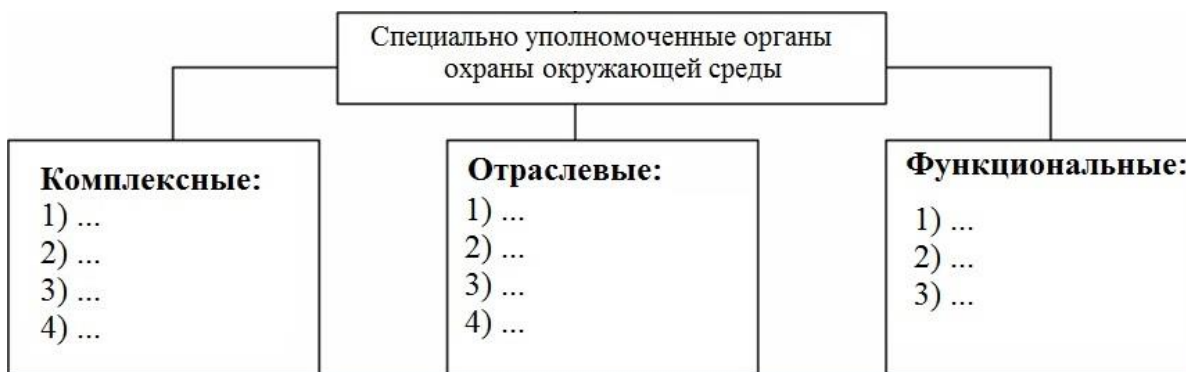 Специально уполномоченные органы
охраны окружающей среды
Комплексные:
1) ...
2) ...
3) ...
4) ...
Отраслевые:
1) ...
2) ...
3) ...
4) ...
Функциональные:
1) ...
2) ...
3) ...